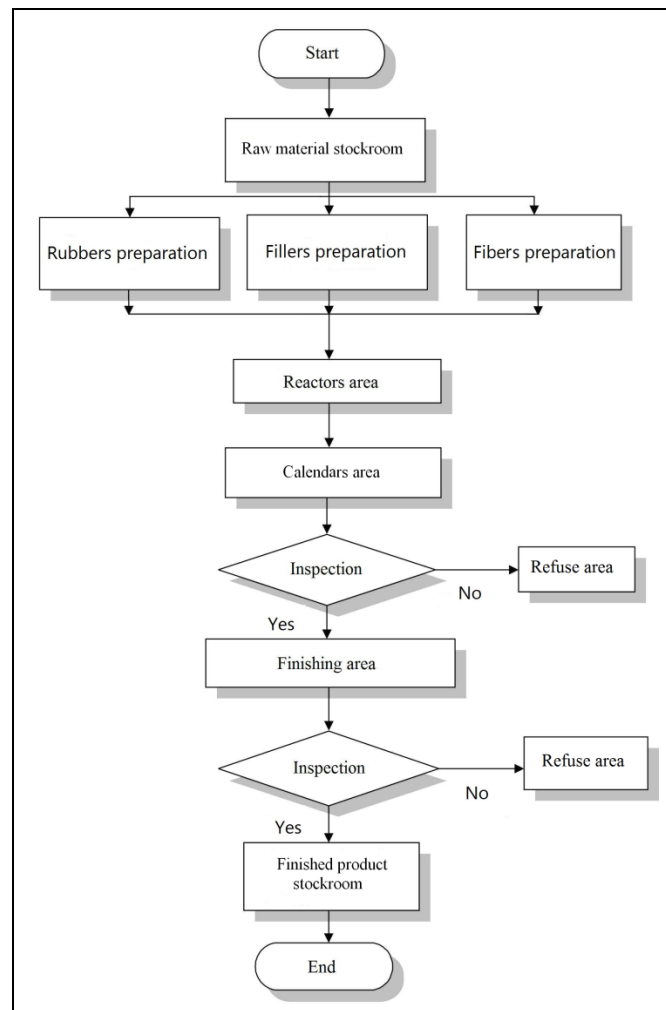 Start
Raw material stockroom
Rubbers preparation
Fillers preparation
Fibers preparation
Reactors area
Calendars area
Inspection
Refuse area
No
Yes
Finishing area
Inspection
Refuse area
No
Yes
Finished product
stockroom
End